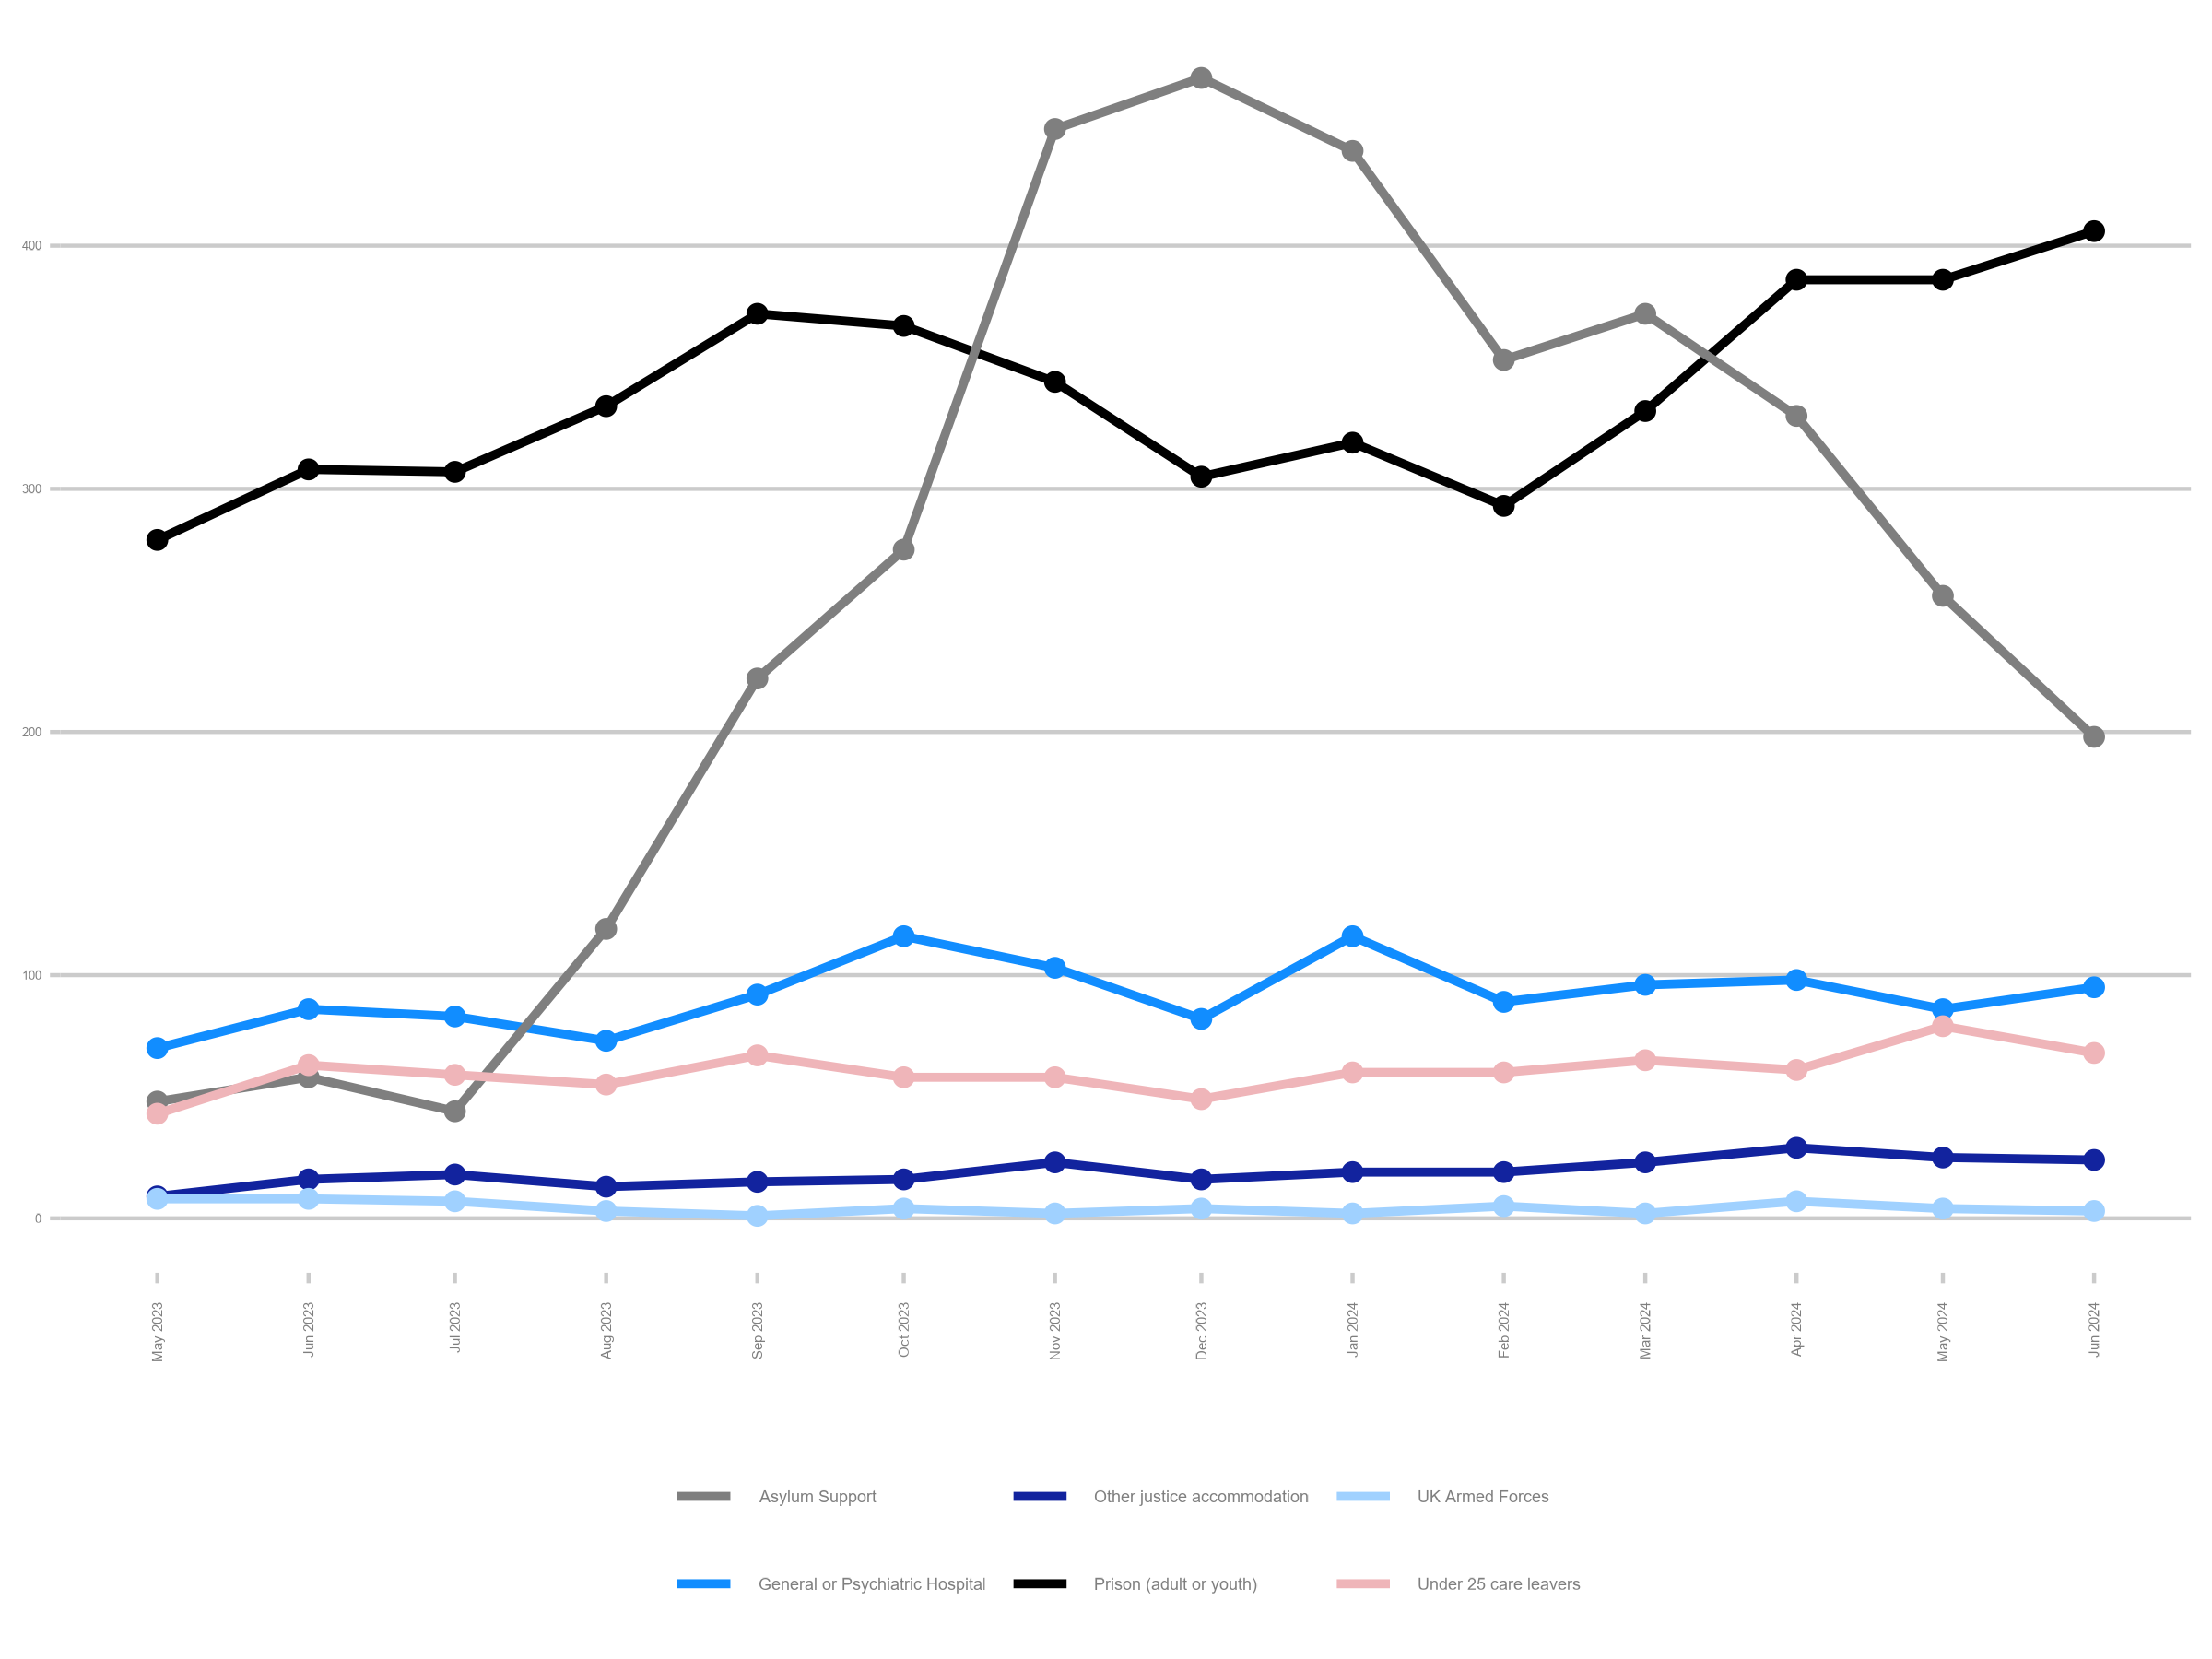 400
300
200
100
0
May 2023
Jun 2023
Jul 2023
Aug 2023
Sep 2023
Oct 2023
Nov 2023
Dec 2023
Jan 2024
Feb 2024
Mar 2024
Apr 2024
May 2024
Jun 2024
Asylum Support
Other justice accommodation
UK Armed Forces
General or Psychiatric Hospital
Prison (adult or youth)
Under 25 care leavers